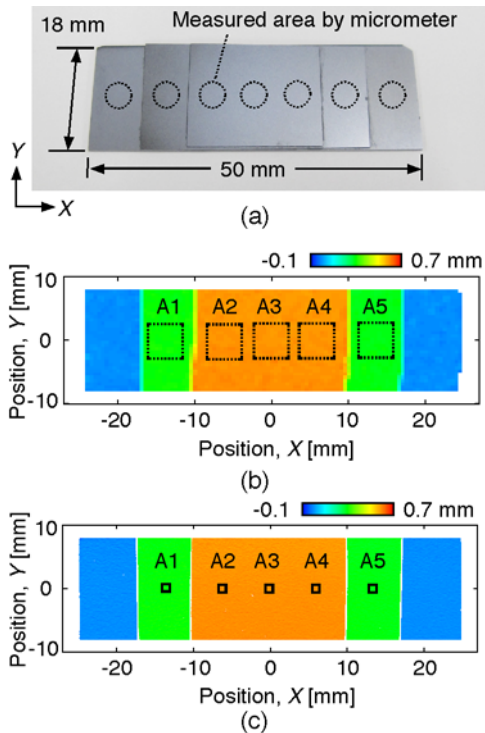 Measured area by micrometer
18 mm
Y
X
50 mm
(a)
-0.1 0.7 mm
Position, Y [mm]
10
0
-10
A1 A2 A3 A4 A5
-20 -10 0 10 20
Position, X [mm]
(b)
-0.1 0.7 mm
Position, Y [mm]
10
0
-10
A1 A2 A3 A4 A5
-20 -10 0 10 20
Position, X [mm]
(c)